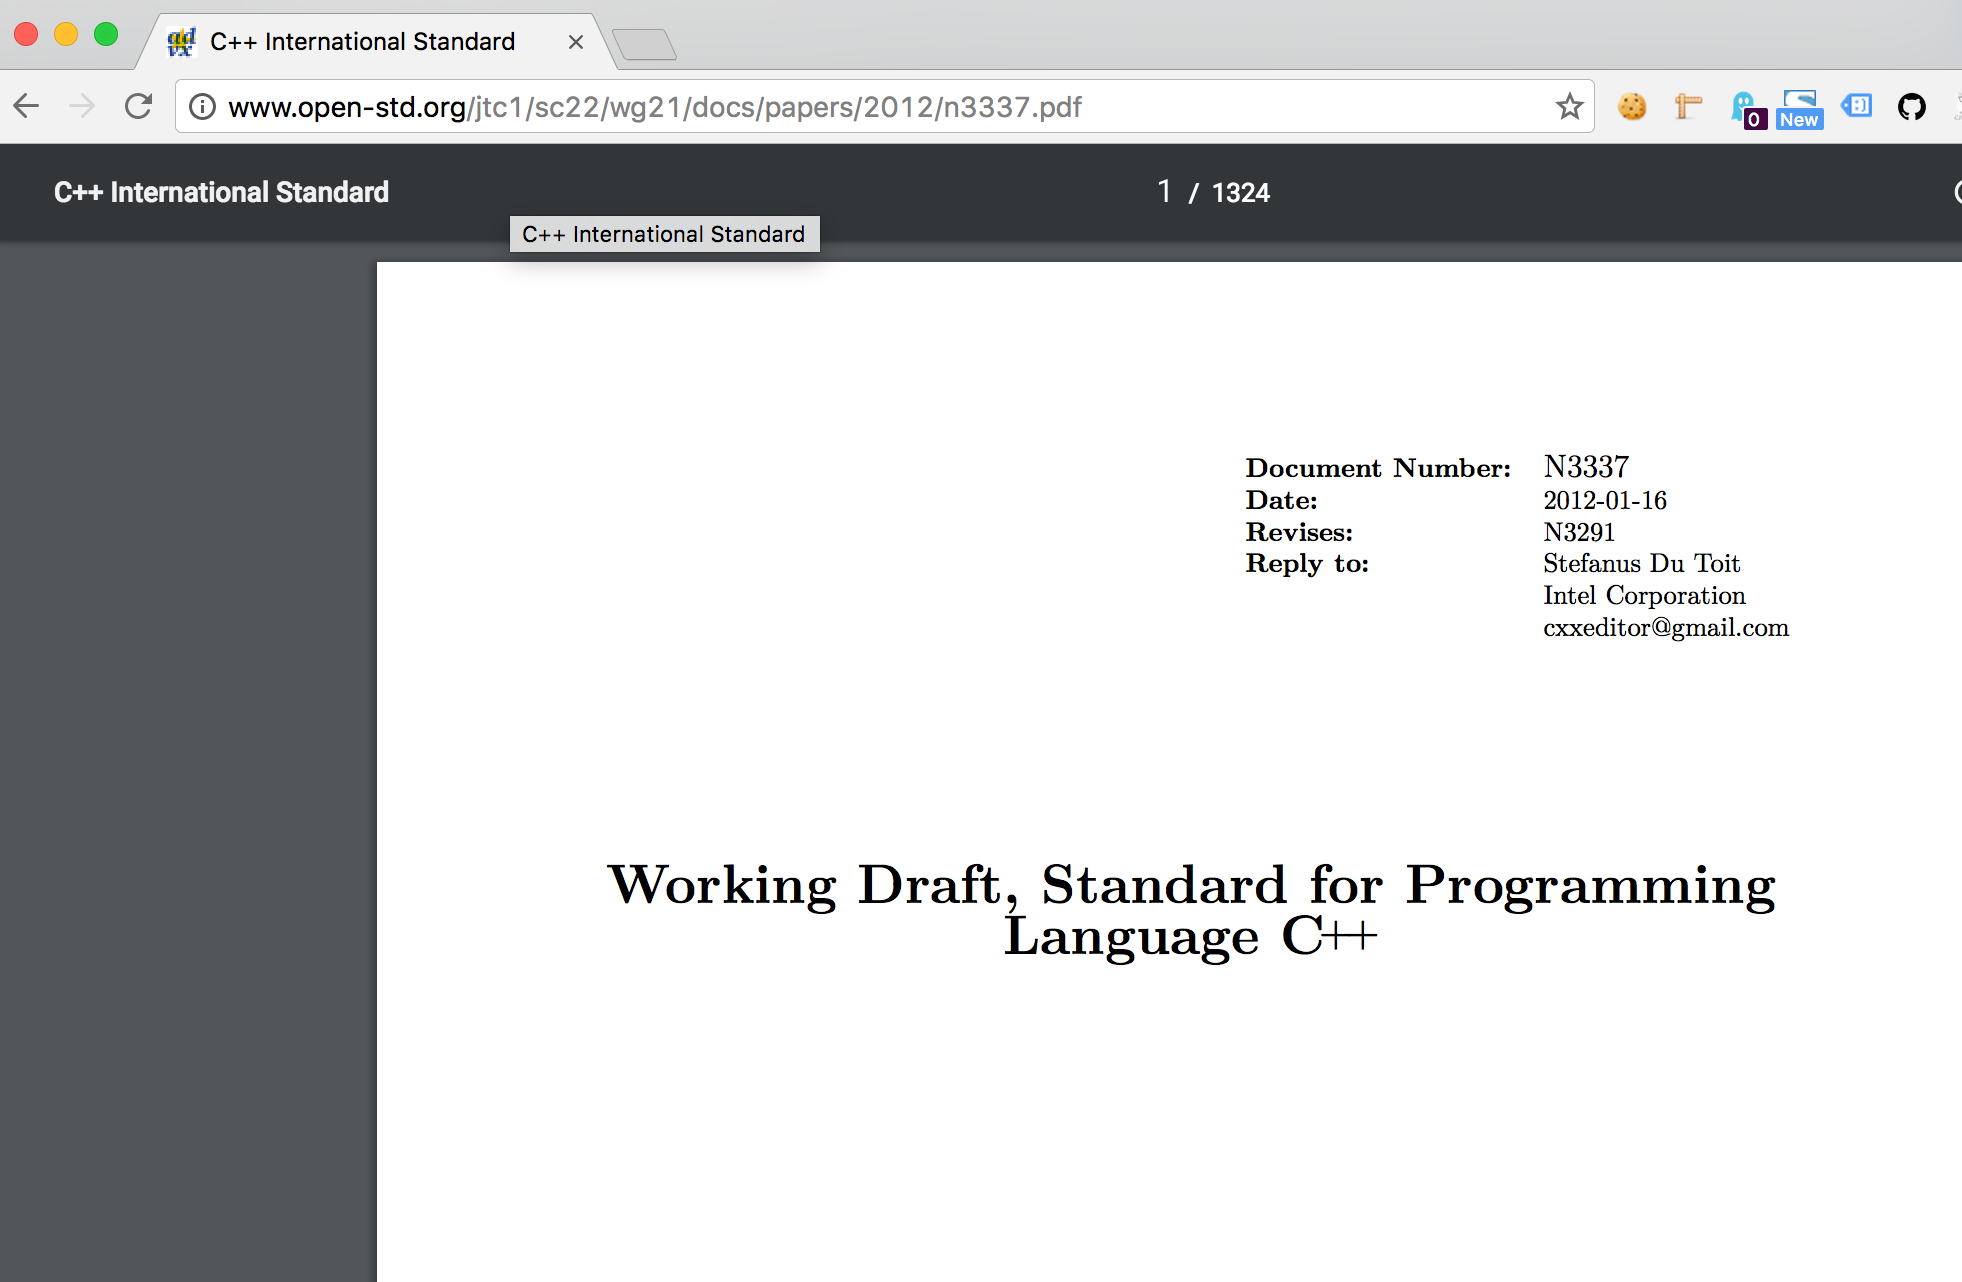 C++ International Standard
www.open-std.org/jtc1/sc22/wg21/docs/papers/2012/n3337.pdf
0
New
C++ International Standard
1 / 1324
C++ International Standard
Document Number: N3337
Date: 2012-01-16
Revises: N3291
Reply to: Stefanus Du Toit
Intel Corporation
cxxeditor@gmail.com
Working Draft, Standard for Programming
Language C++